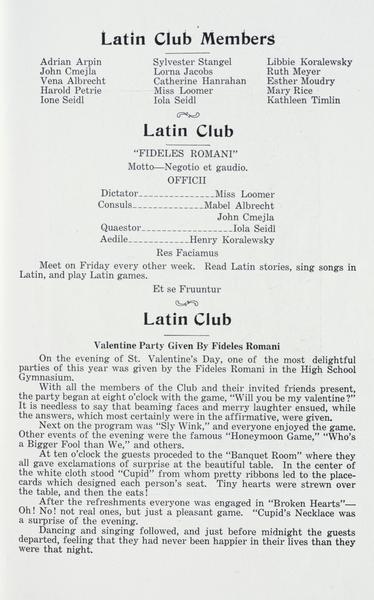 Latin Club Members
Adrian Arpin Sylvester Stangel Libbie Koralewsky
John Cmejla Lorna Jacobs Ruth Meyer
Vena Albrecht Catherine Hanrahan Esther Moudry
Harold Petrie Miss Loomer Mary Rice
Ione Seidl Iola Seidl Kathleen Timlin
Latin Club
"FIDELES ROMANI"
Motto—Negotio et gaudio.
OFFICII
Dictator_______________Miss Loomer
Consuls______________Mabel Albrecht
John Cmejla
Quaestor__________________Iola Seidl
Aedile____________Henry Koralewsky
Res Faciamus
Meet on Friday every other week. Read Latin stories, sing songs in
Latin, and play Latin games.
Et se Fruuntur
Latin Club
Valentine Party Given By Fideles Romani
On the evening of St. Valentine's Day, one of the most delightful
parties of this year was given by the Fideles Romani in the High School
Gymnasium.
With all the members of the Club and their invited friends present,
the party began at eight o'clock with the game, "Will you be my valentine?"
It is needless to say that beaming faces and merry laughter ensued, while
the answers, which most certainly were in the affirmative, were given.
Next on the program was "Sly Wink," and everyone enjoyed the game.
Other events of the evening were the famous "Honeymoon Game," "Who's
a Bigger Fool than We," and others.
At ten o'clock the guests proceded to the "Banquet Room" where they
all gave exclamations of surprise at the beautiful table. In the center of
the white cloth stood "Cupid" from whom pretty ribbons led to the place-
cards which designed each person's seat. Tiny hearts were strewn over
the table, and then the eats!
After the refreshments everyone was engaged in "Broken Hearts"—
Oh! No! not real ones, but just a pleasant game. "Cupid's Necklace was
a surprise of the evening.
Dancing and singing followed, and just before midnight the guests
departed, feeling that they had never been happier in their lives than they
were that night.